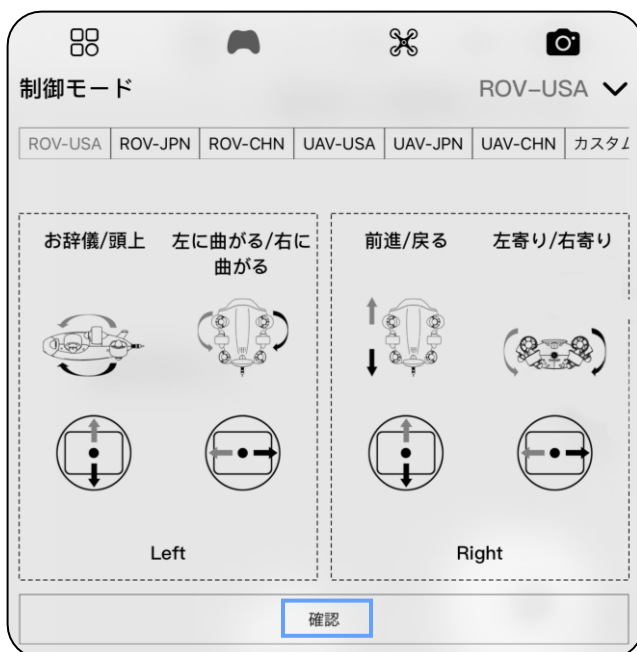 制御モード
ROV-USA
ROV-USA
ROV-JPN
ROV-CHN
UAV-USA
UAV-JPN
UAV-CHN
カスタム
お辞儀/頭上
左に曲がる/右に
曲がる
前進/戻る
左寄り/右寄り
Left
Right
確認